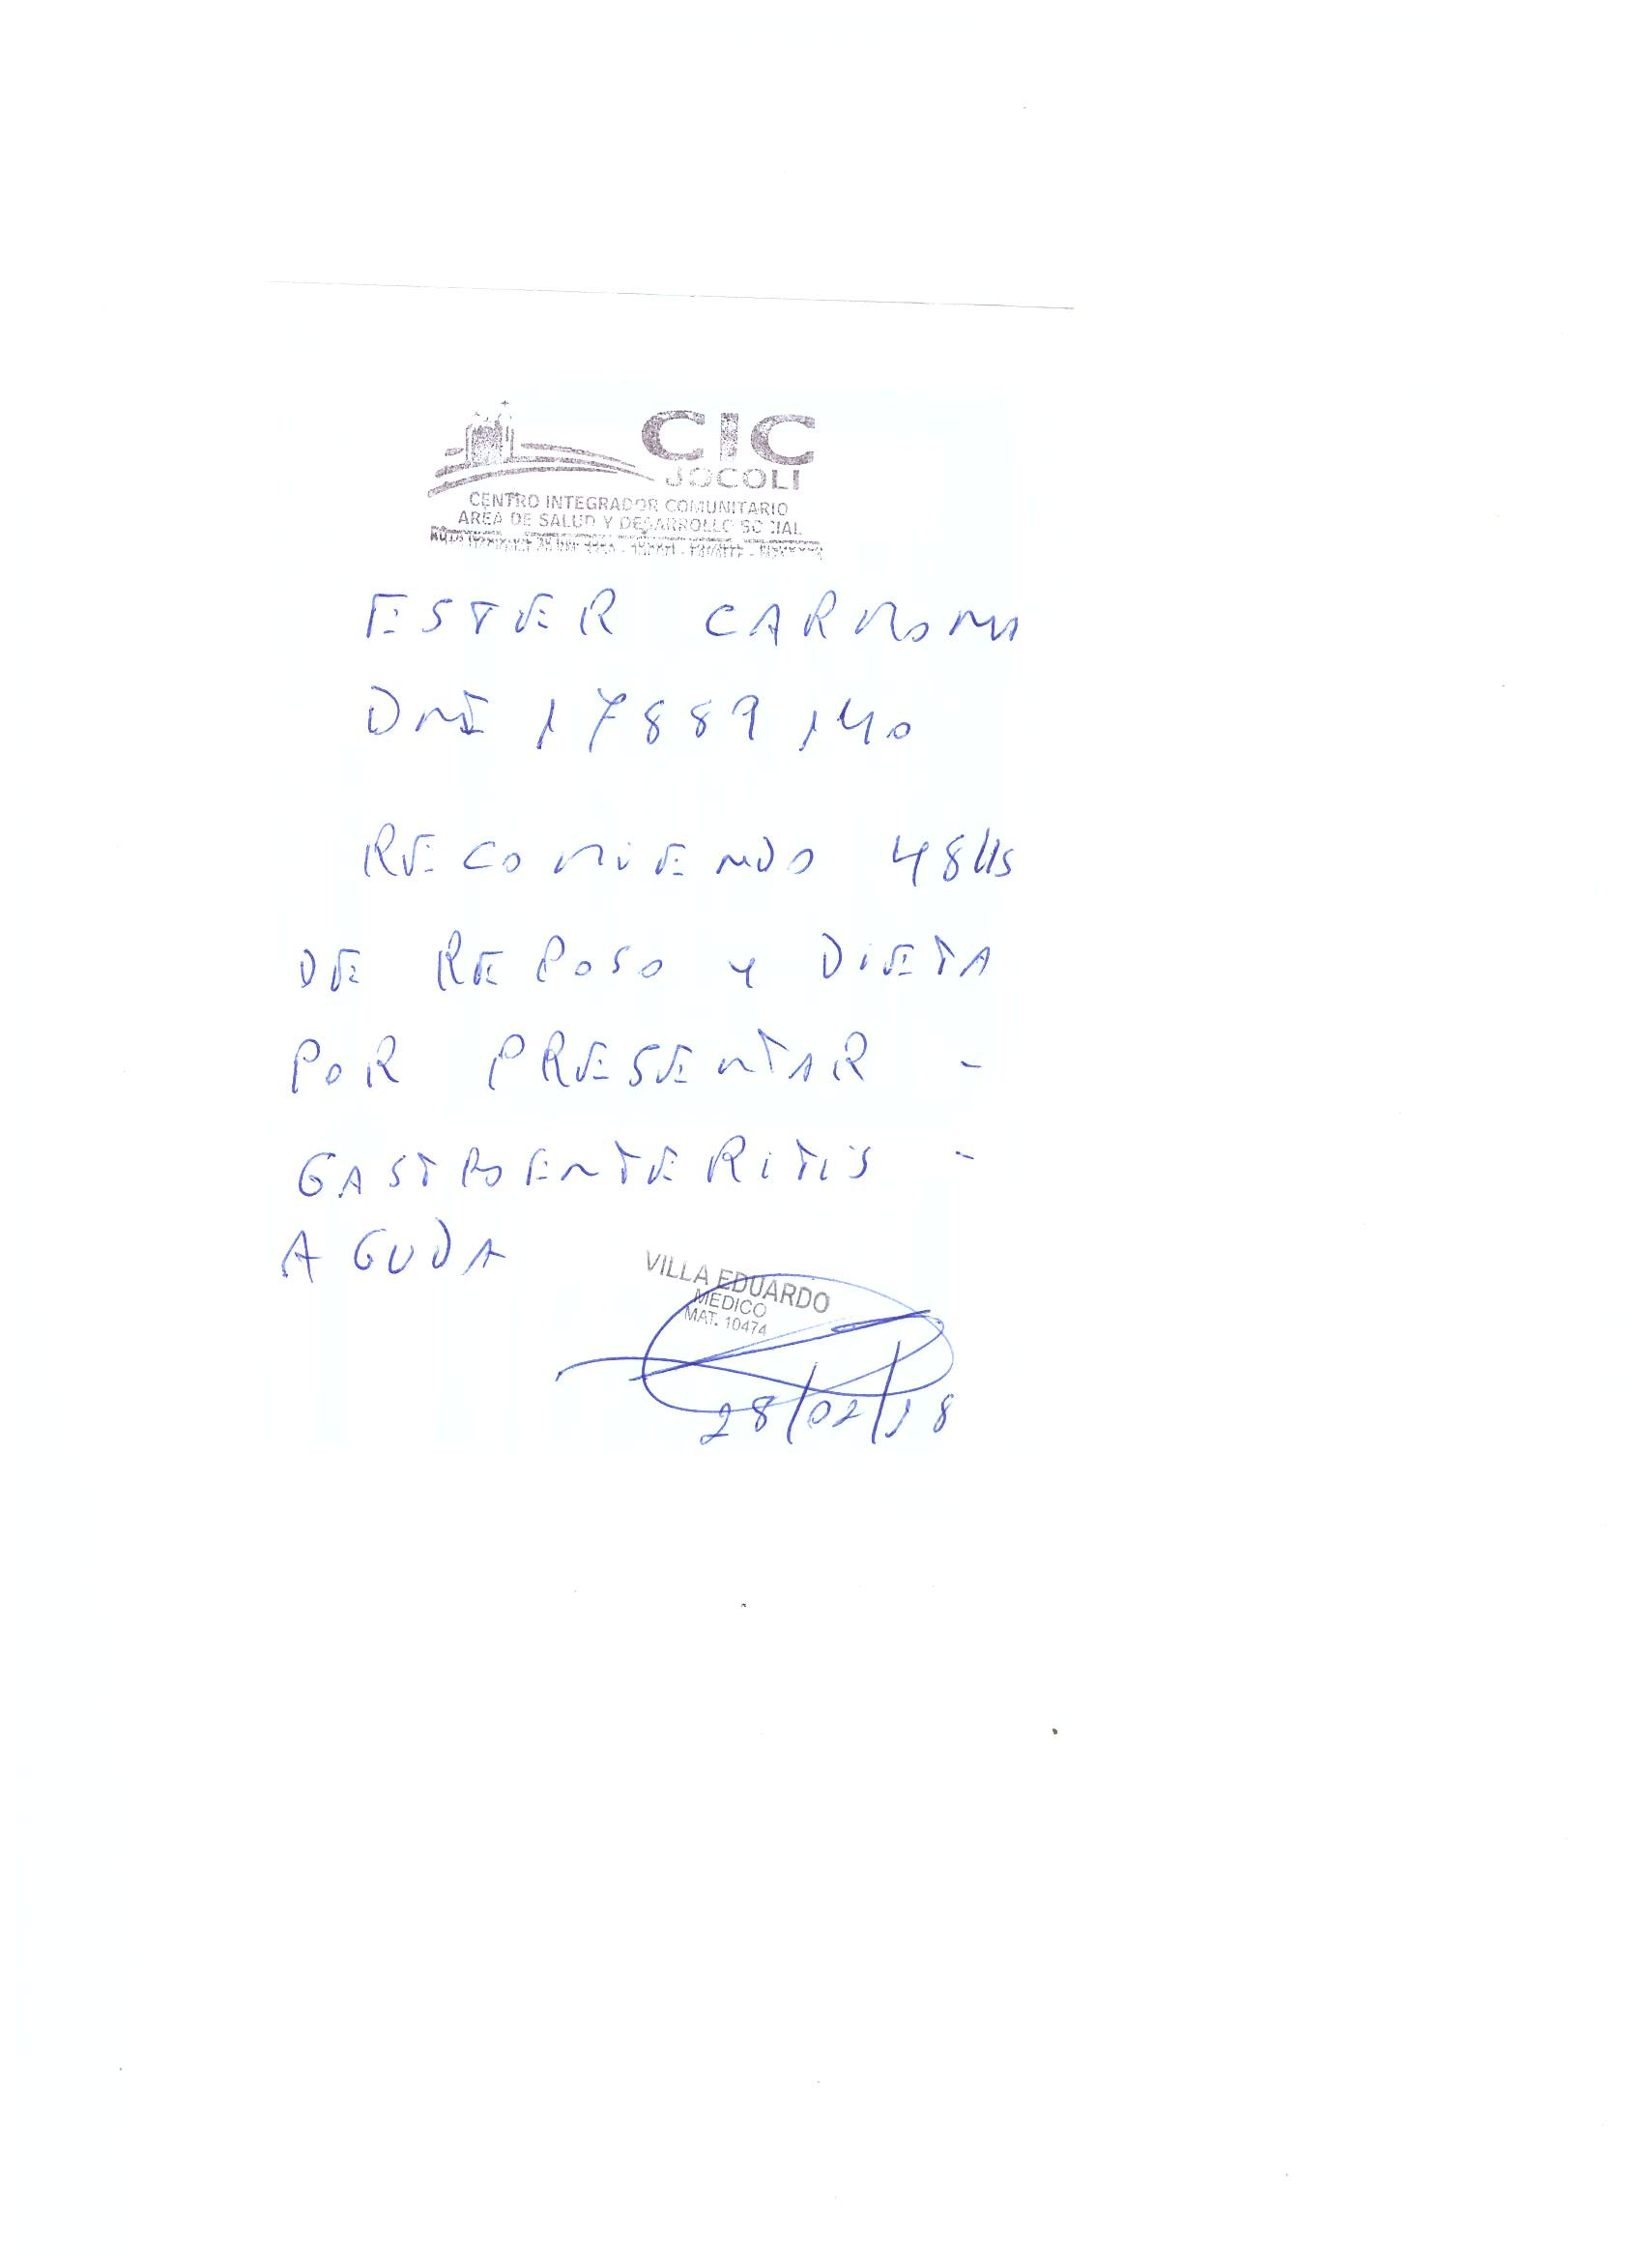 CIC
JOCOLI
CENTRO INTEGRADOR COMUNITARIO
AREA DE SALUD Y DESARROLLO SOCIAL
ESTER CARMONA
DNI 17889140
RECOMIENDO 48Hs
DE REPOSO Y DIETA
POR PRESENTAR -
GASTROENTERITIS -
AGUDA
VILLA EDUARDO
MEDICO
MAT. 10474
28/02/18